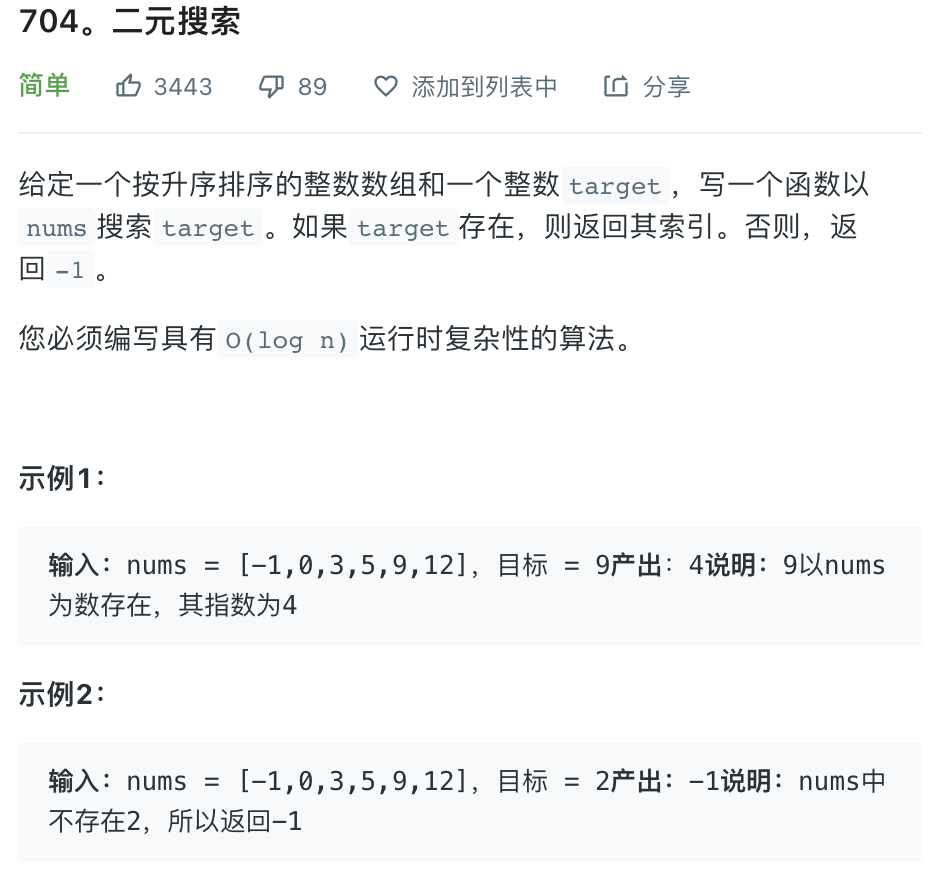 704。二元搜索
简单 3443 89 添加到列表中 分享
给定一个按升序排序的整数数组和一个整数 target ，写一个函数以
nums 搜索 target 。如果 target 存在，则返回其索引。否则，返
回 -1 。
您必须编写具有 O(log n) 运行时复杂性的算法。
示例1：
输入：nums = [-1,0,3,5,9,12]，目标 = 9产出：4说明：9以nums
为数存在，其指数为4
示例2：
输入：nums = [-1,0,3,5,9,12]，目标 = 2产出：-1说明：nums中
不存在2，所以返回-1